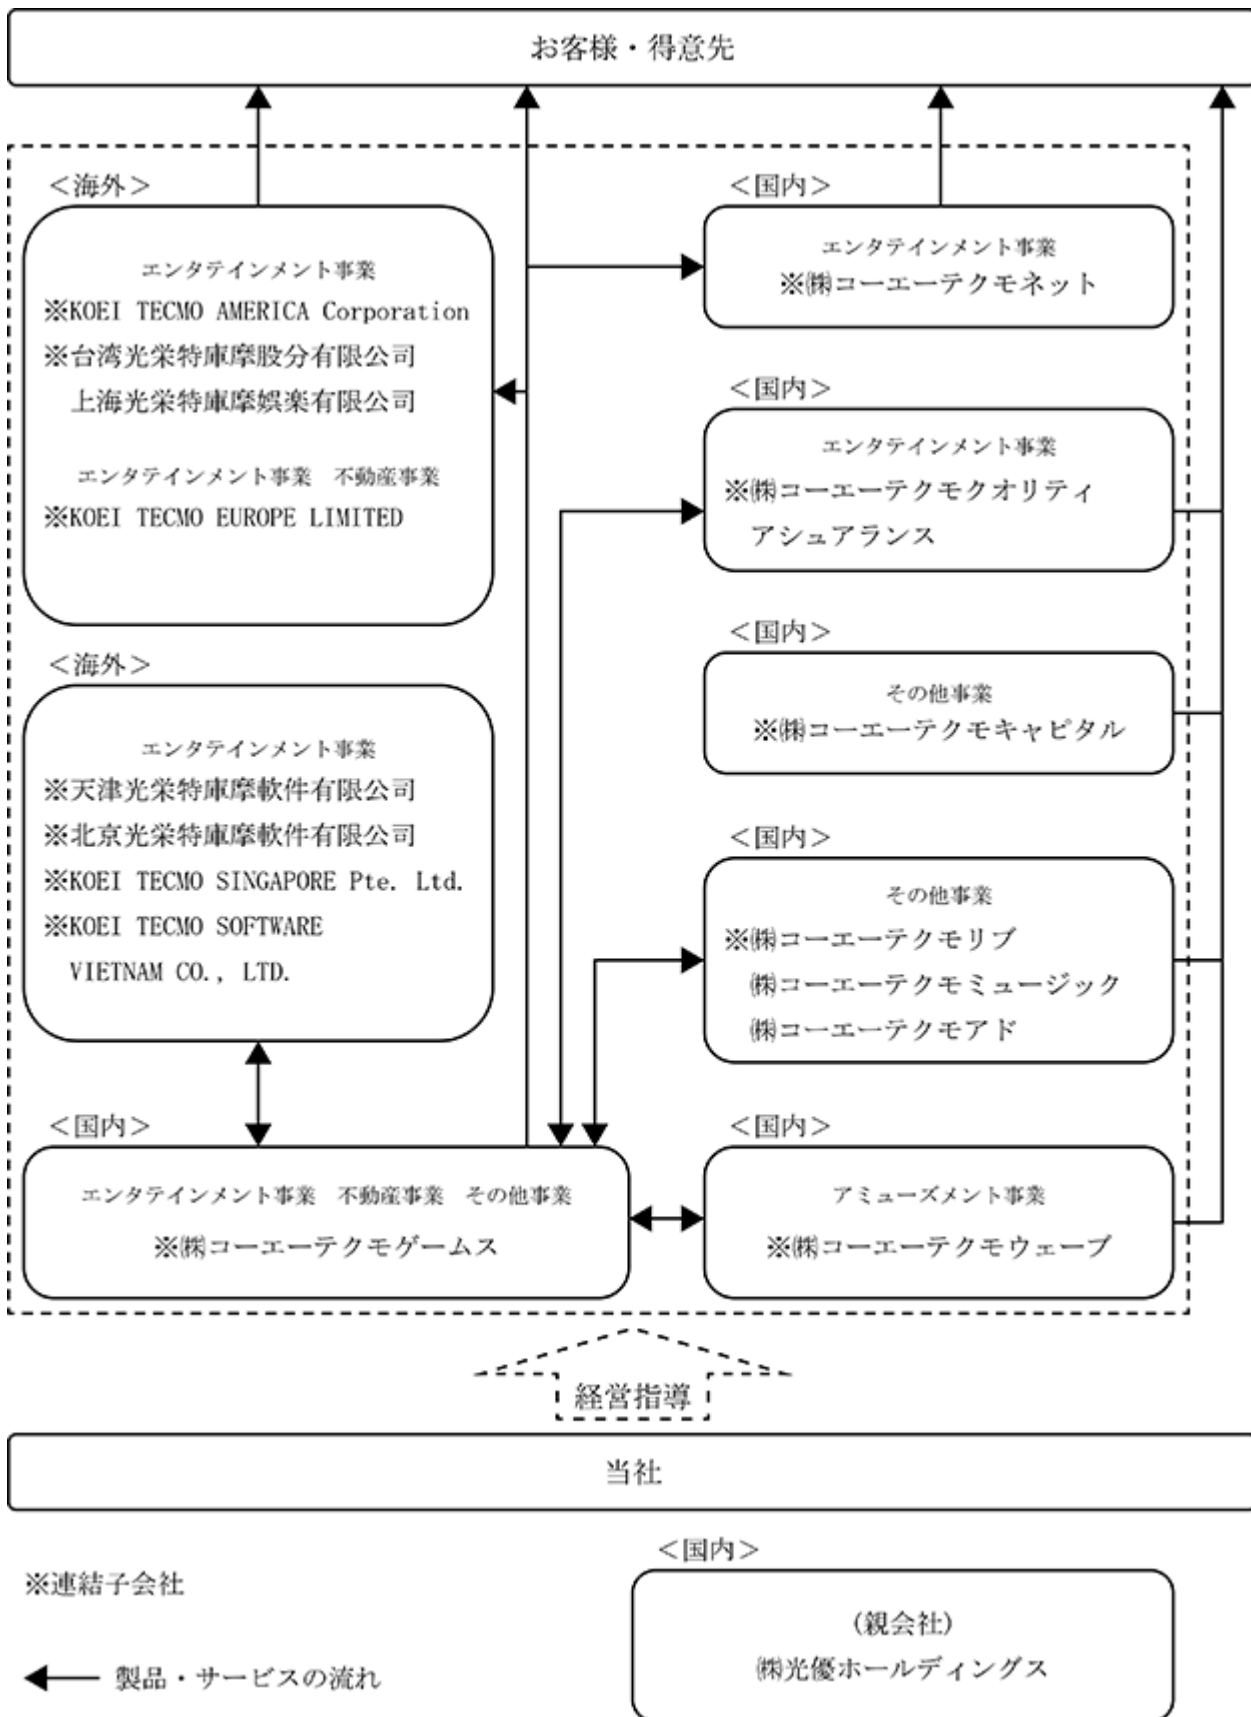 お客様・得意先
<海外>
エンタテインメント事業
※KOEI TECMO AMERICA Corporation
※台湾光栄特庫摩股分有限公司
上海光栄特庫摩娯楽有限公司
エンタテインメント事業　不動産事業
※KOEI TECMO EUROPE LIMITED
<海外>
エンタテインメント事業
※天津光栄特庫摩軟件有限公司
※北京光栄特庫摩軟件有限公司
※KOEI TECMO SINGAPORE Pte. Ltd.
※KOEI TECMO SOFTWARE
VIETNAM CO., LTD.
<国内>
エンタテインメント事業　不動産事業　その他事業
※㈱コーエーテクモゲームス
<国内>
エンタテインメント事業
※㈱コーエーテクモネット
<国内>
エンタテインメント事業
※㈱コーエーテクモクオリティ
アシュアランス
<国内>
その他事業
※㈱コーエーテクモキャピタル
<国内>
その他事業
※㈱コーエーテクモリブ
㈱コーエーテクモミュージック
㈱コーエーテクモアド
<国内>
アミューズメント事業
※㈱コーエーテクモウェーブ
経営指導
当社
※連結子会社
製品・サービスの流れ
<国内>
(親会社)
㈱光優ホールディングス